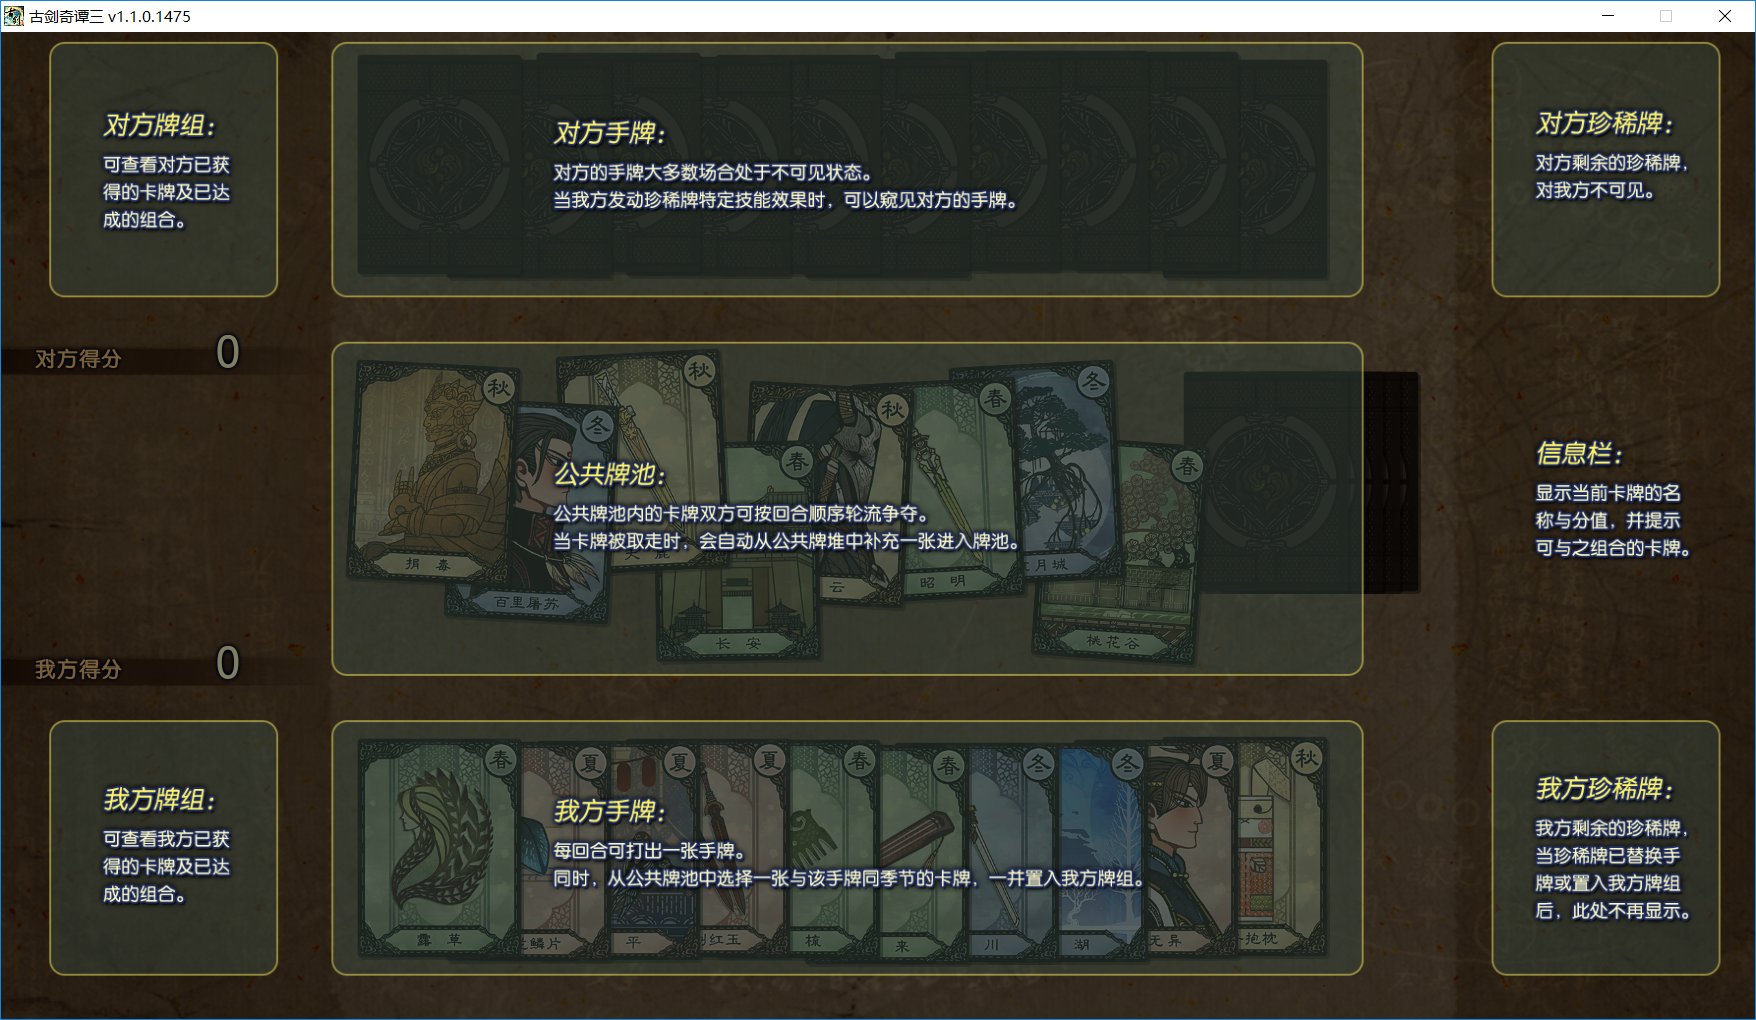 古剑奇谭三 v1.1.0.1475
对方牌组：
可查看对方已获
得的卡牌及已达
成的组合。
对方手牌：
对方的手牌大多数场合处于不可见状态。
当我方发动珍稀牌特定技能效果时，可以窥见对方的手牌。
对方珍稀牌：
对方剩余的珍稀牌，
对我方不可见。
对方得分 0
秋
捐毒
冬
百里屠苏
秋
春
长安
秋
云
春
昭明
冬
月城
春
桃花谷
公共牌池：
公共牌池内的卡牌双方可按回合顺序轮流争夺。
当卡牌被取走时，会自动从公共牌堆中补充一张进入牌池。
信息栏：
显示当前卡牌的名
称与分值，并提示
可与之组合的卡牌。
我方得分 0
我方牌组：
可查看我方已获
得的卡牌及已达
成的组合。
春
露草
夏
鳞片
夏
平
夏
红玉
春
梳
春
来
冬
川
冬
湖
夏
无异
秋
抱枕
我方手牌：
每回合可打出一张手牌。
同时，从公共牌池中选择一张与该手牌同季节的卡牌，一并置入我方牌组。
我方珍稀牌：
我方剩余的珍稀牌，
当珍稀牌已替换手
牌或置入我方牌组
后，此处不再显示。